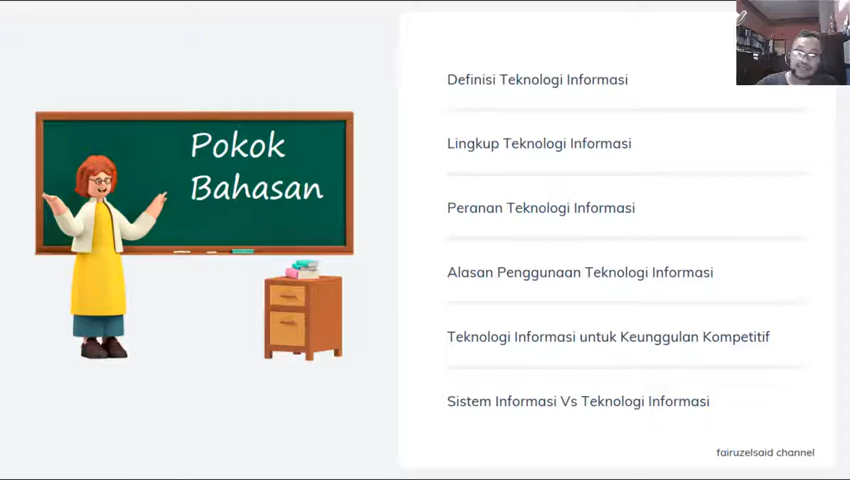 Pokok
Bahasan
Definisi Teknologi Informasi
Lingkup Teknologi Informasi
Peranan Teknologi Informasi
Alasan Penggunaan Teknologi Informasi
Teknologi Informasi untuk Keunggulan Kompetitif
Sistem Informasi Vs Teknologi Informasi
fairuzelsaid channel